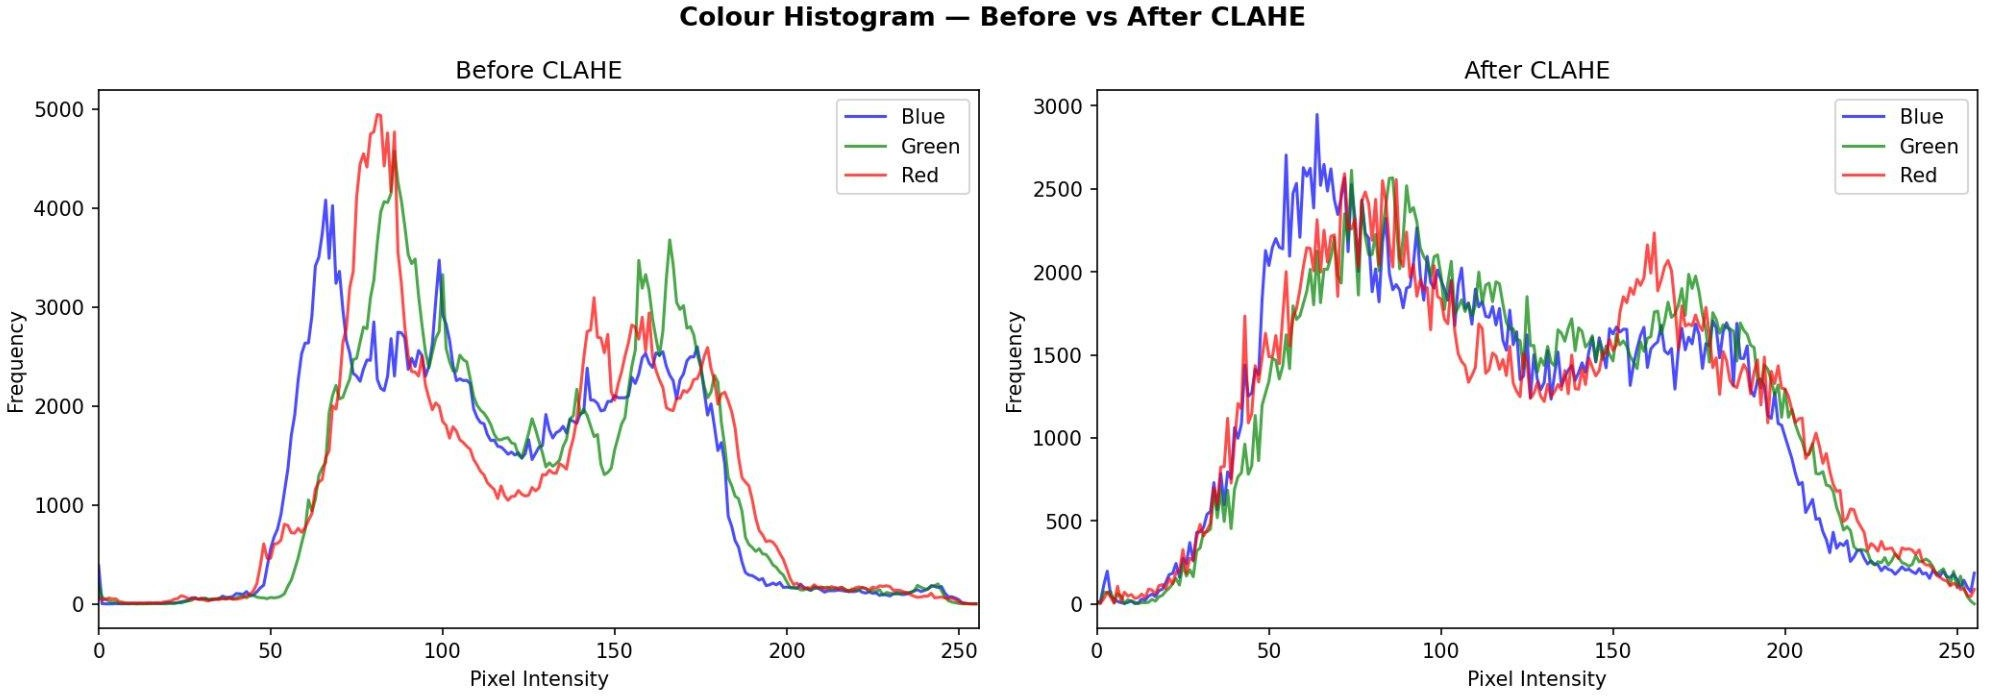 Colour Histogram — Before vs After CLAHE
Before CLAHE
5000
4000
3000
2000
1000
0
Frequency
0 50 100 150 200 250
Pixel Intensity
Blue
Green
Red
After CLAHE
3000
2500
2000
1500
1000
500
0
Frequency
0 50 100 150 200 250
Pixel Intensity
Blue
Green
Red